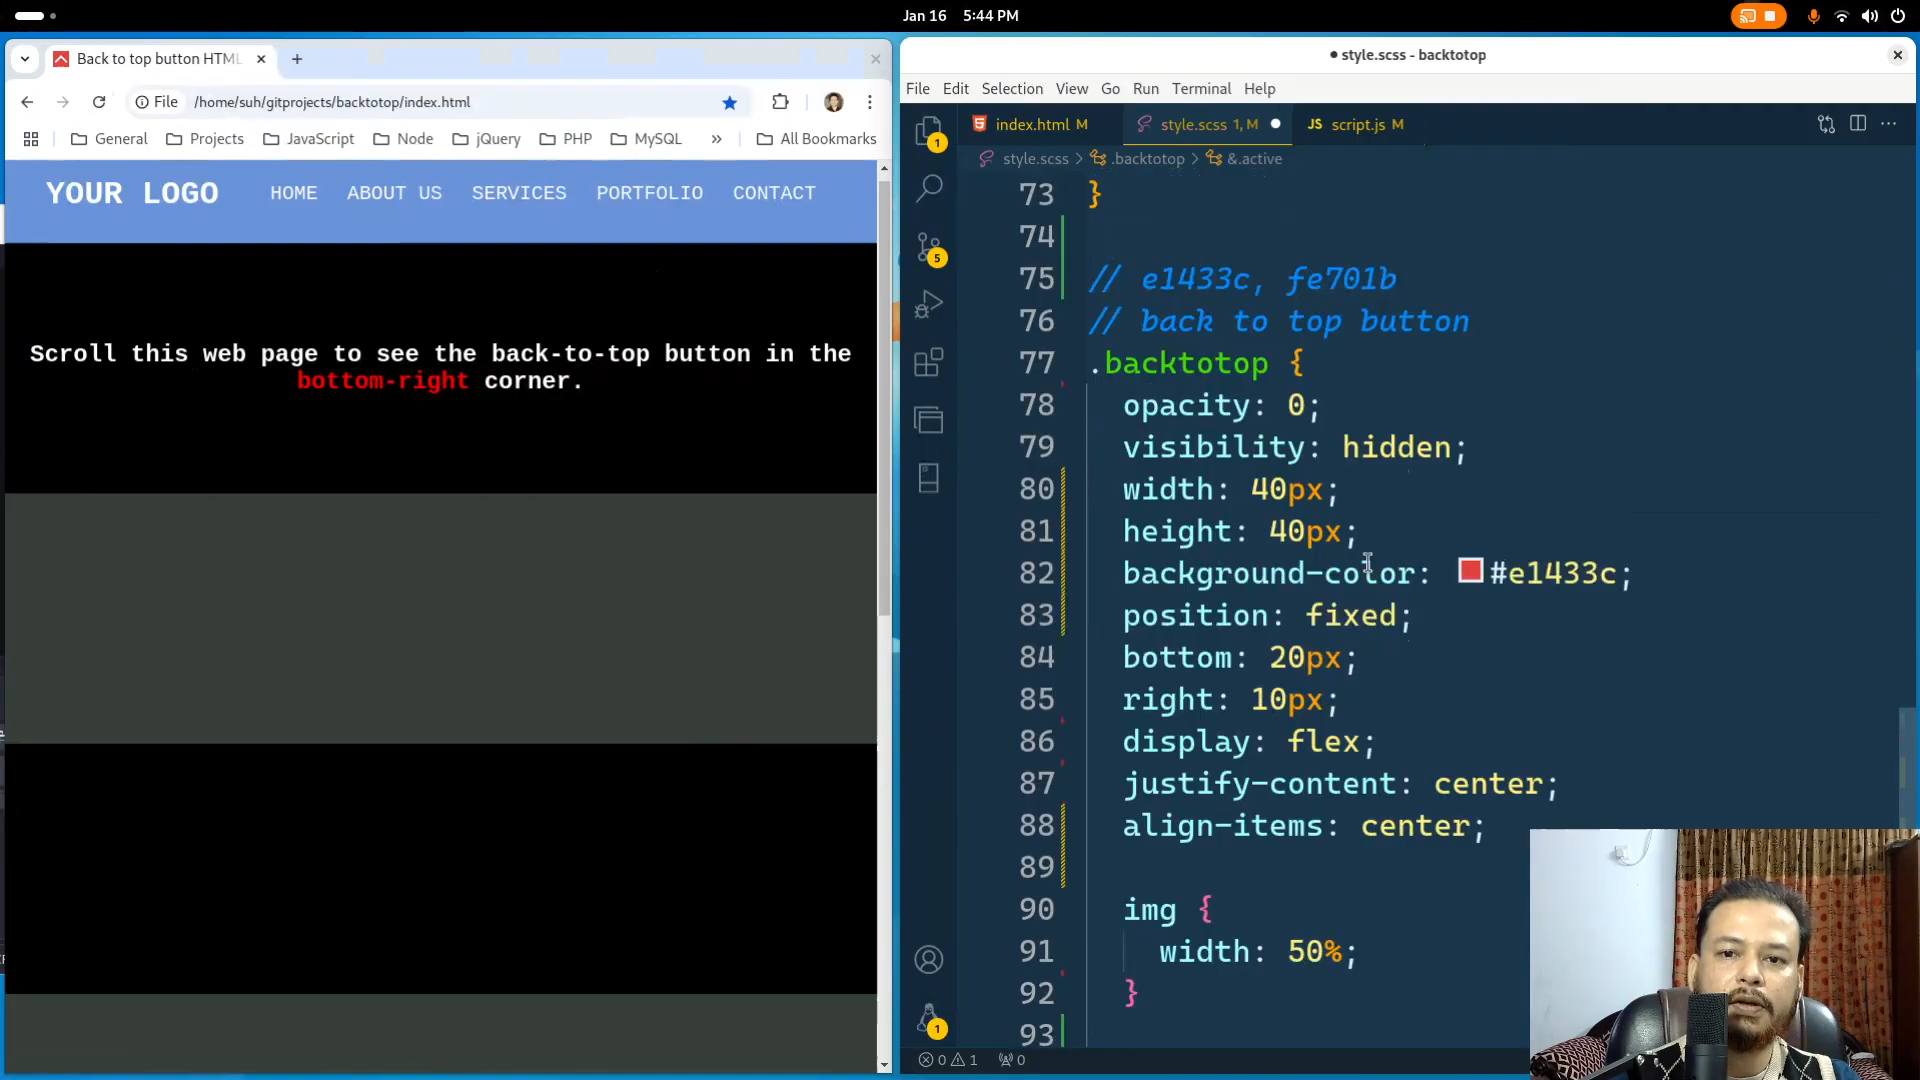 Jan 16 5:44 PM
Back to top button HTML
File /home/suh/gitprojects/backtotop/index.html
General Projects JavaScript Node jQuery PHP MySQL » All Bookmarks
YOUR LOGO HOME ABOUT US SERVICES PORTFOLIO CONTACT
Scroll this web page to see the back-to-top button in the
bottom-right corner.
● style.scss - backtotop
File Edit Selection View Go Run Terminal Help
index.html M style.scss 1, M JS script.js M
style.scss > .backtotop > &.active
1
5
1
73 }
74
75 // e1433c, fe701b
76 // back to top button
77 .backtotop {
78 opacity: 0;
79 visibility: hidden;
80 width: 40px;
81 height: 40px;
82 background-color: #e1433c;
83 position: fixed;
84 bottom: 20px;
85 right: 10px;
86 display: flex;
87 justify-content: center;
88 align-items: center;
89
90 img {
91 width: 50%;
92 }
93
0 1 0